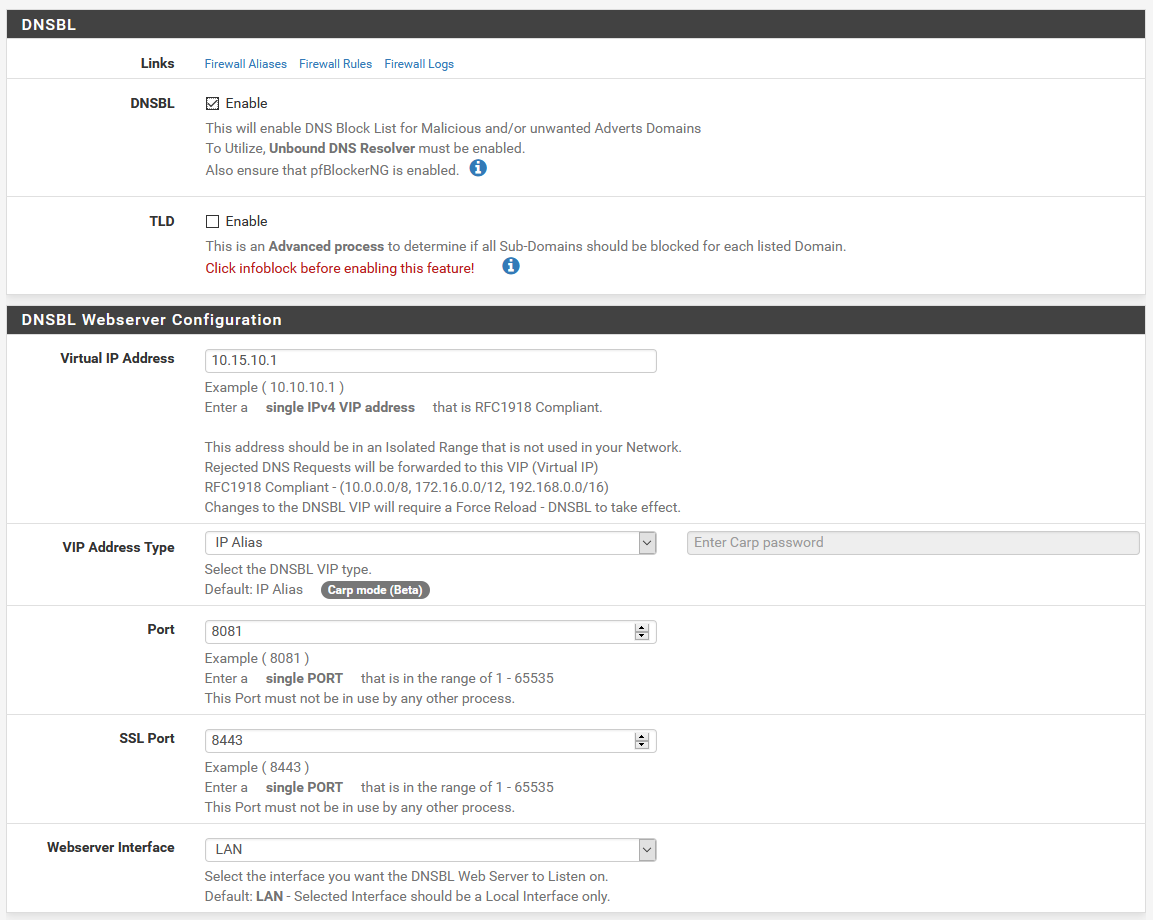 DNSBL
Links Firewall Aliases Firewall Rules Firewall Logs
DNSBL Enable
This will enable DNS Block List for Malicious and/or unwanted Adverts Domains
To Utilize, Unbound DNS Resolver must be enabled.
Also ensure that pfBlockerNG is enabled.
TLD Enable
This is an Advanced process to determine if all Sub-Domains should be blocked for each listed Domain.
Click infoblock before enabling this feature!
DNSBL Webserver Configuration
Virtual IP Address 10.15.10.1
Example ( 10.10.10.1 )
Enter a single IPv4 VIP address that is RFC1918 Compliant.
This address should be in an Isolated Range that is not used in your Network.
Rejected DNS Requests will be forwarded to this VIP (Virtual IP)
RFC1918 Compliant - (10.0.0.0/8, 172.16.0.0/12, 192.168.0.0/16)
Changes to the DNSBL VIP will require a Force Reload - DNSBL to take effect.
VIP Address Type IP Alias Enter Carp password
Select the DNSBL VIP type.
Default: IP Alias Carp mode (Beta)
Port 8081
Example ( 8081 )
Enter a single PORT that is in the range of 1 - 65535
This Port must not be in use by any other process.
SSL Port 8443
Example ( 8443 )
Enter a single PORT that is in the range of 1 - 65535
This Port must not be in use by any other process.
Webserver Interface LAN
Select the interface you want the DNSBL Web Server to Listen on.
Default: LAN - Selected Interface should be a Local Interface only.